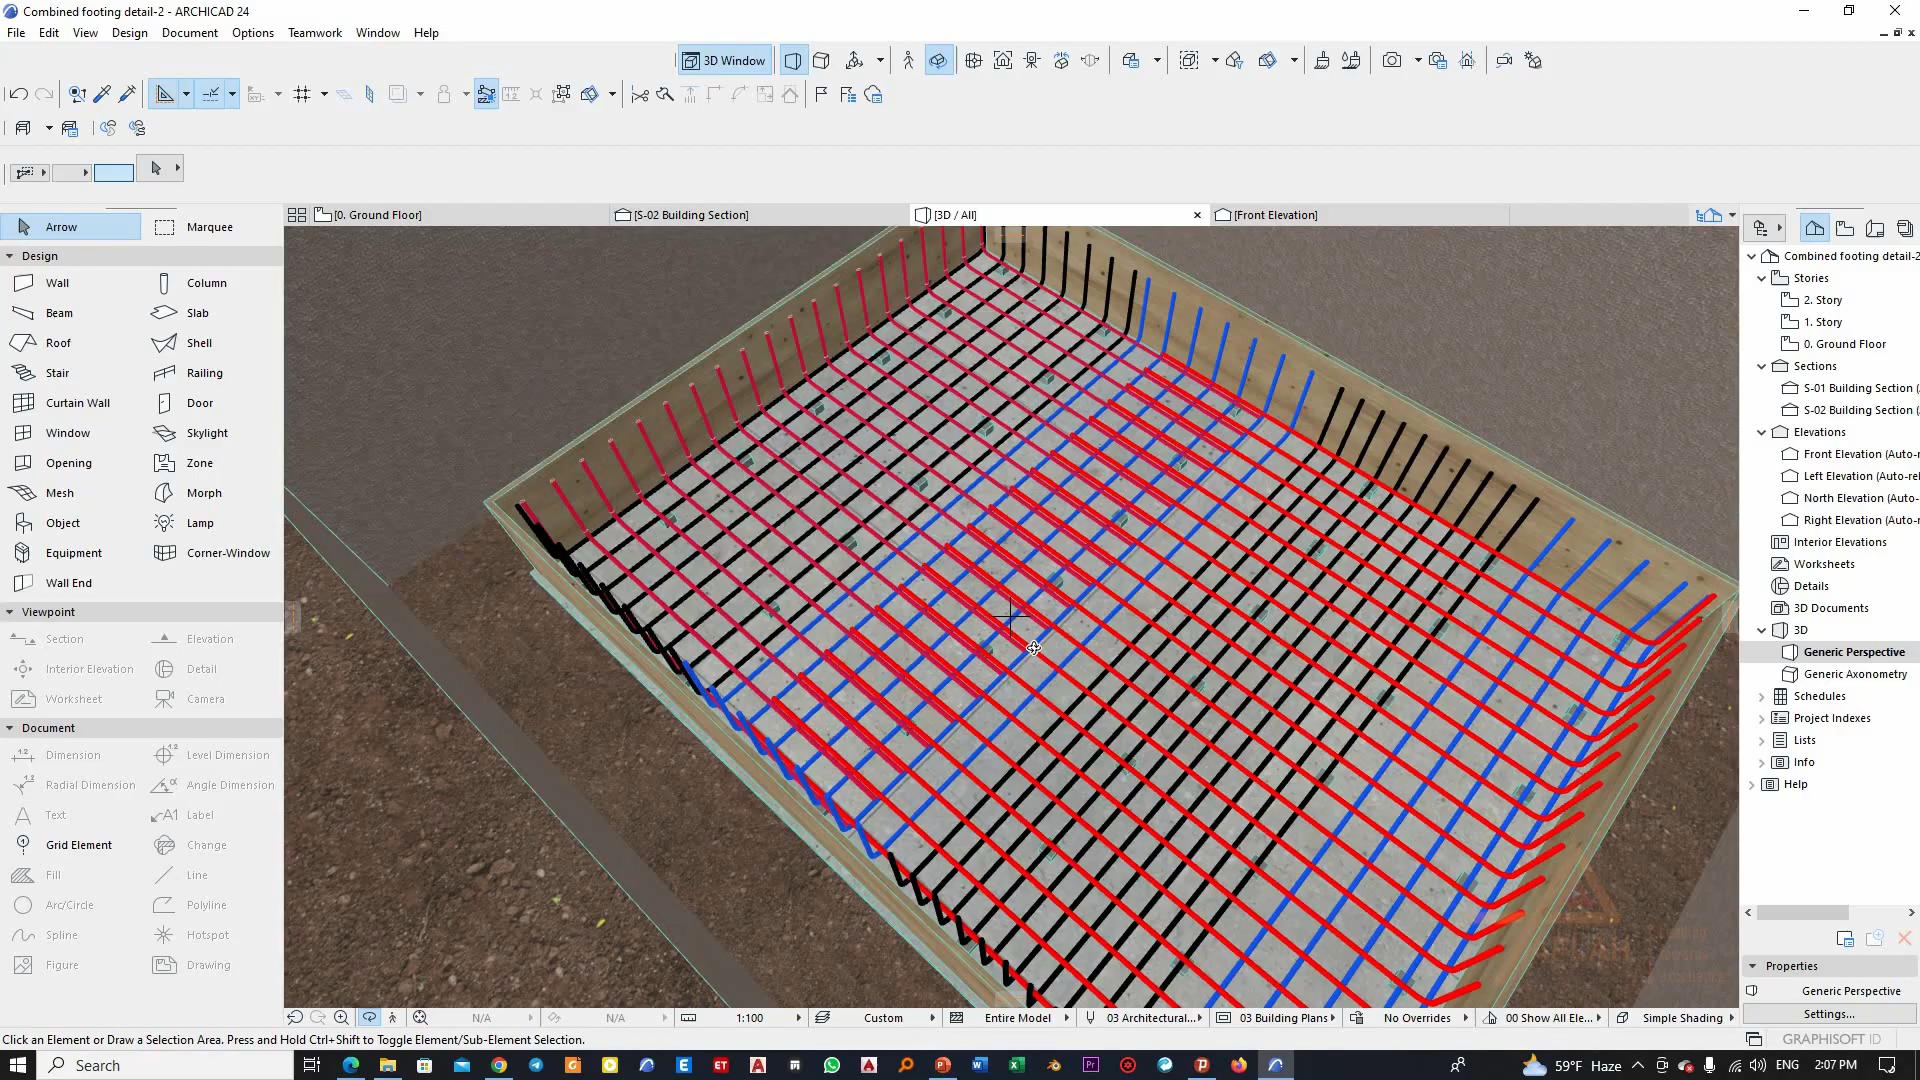 Combined footing detail-2 - ARCHICAD 24
File Edit View Design Document Options Teamwork Window Help
3D Window
[0. Ground Floor]
[S-02 Building Section]
[3D / All]
[Front Elevation]
Arrow
Marquee
Design
Wall
Column
Beam
Slab
Roof
Shell
Stair
Railing
Curtain Wall
Door
Window
Skylight
Opening
Zone
Mesh
Morph
Object
Lamp
Equipment
Corner-Window
Wall End
Viewpoint
Section
Elevation
Interior Elevation
Detail
Worksheet
Camera
Document
Dimension
Level Dimension
Radial Dimension
Angle Dimension
Text
Label
Grid Element
Change
Fill
Line
Arc/Circle
Polyline
Spline
Hotspot
Figure
Drawing
Combined footing detail-2
Stories
2. Story
1. Story
0. Ground Floor
Sections
S-01 Building Section (
S-02 Building Section (
Elevations
Front Elevation (Auto-r
Left Elevation (Auto-re
North Elevation (Auto-
Right Elevation (Auto-r
Interior Elevations
Worksheets
Details
3D Documents
3D
Generic Perspective
Generic Axonometry
Schedules
Project Indexes
Lists
Info
Help
Properties
Generic Perspective
Settings...
N/A
N/A
1:100
Custom
Entire Model
03 Architectural...
03 Building Plans
No Overrides
00 Show All Ele...
Simple Shading
Click an Element or Draw a Selection Area. Press and Hold Ctrl+Shift to Toggle Element/Sub-Element Selection.
GRAPHISOFT ID
Search
59°F Haze
ENG
2:07 PM